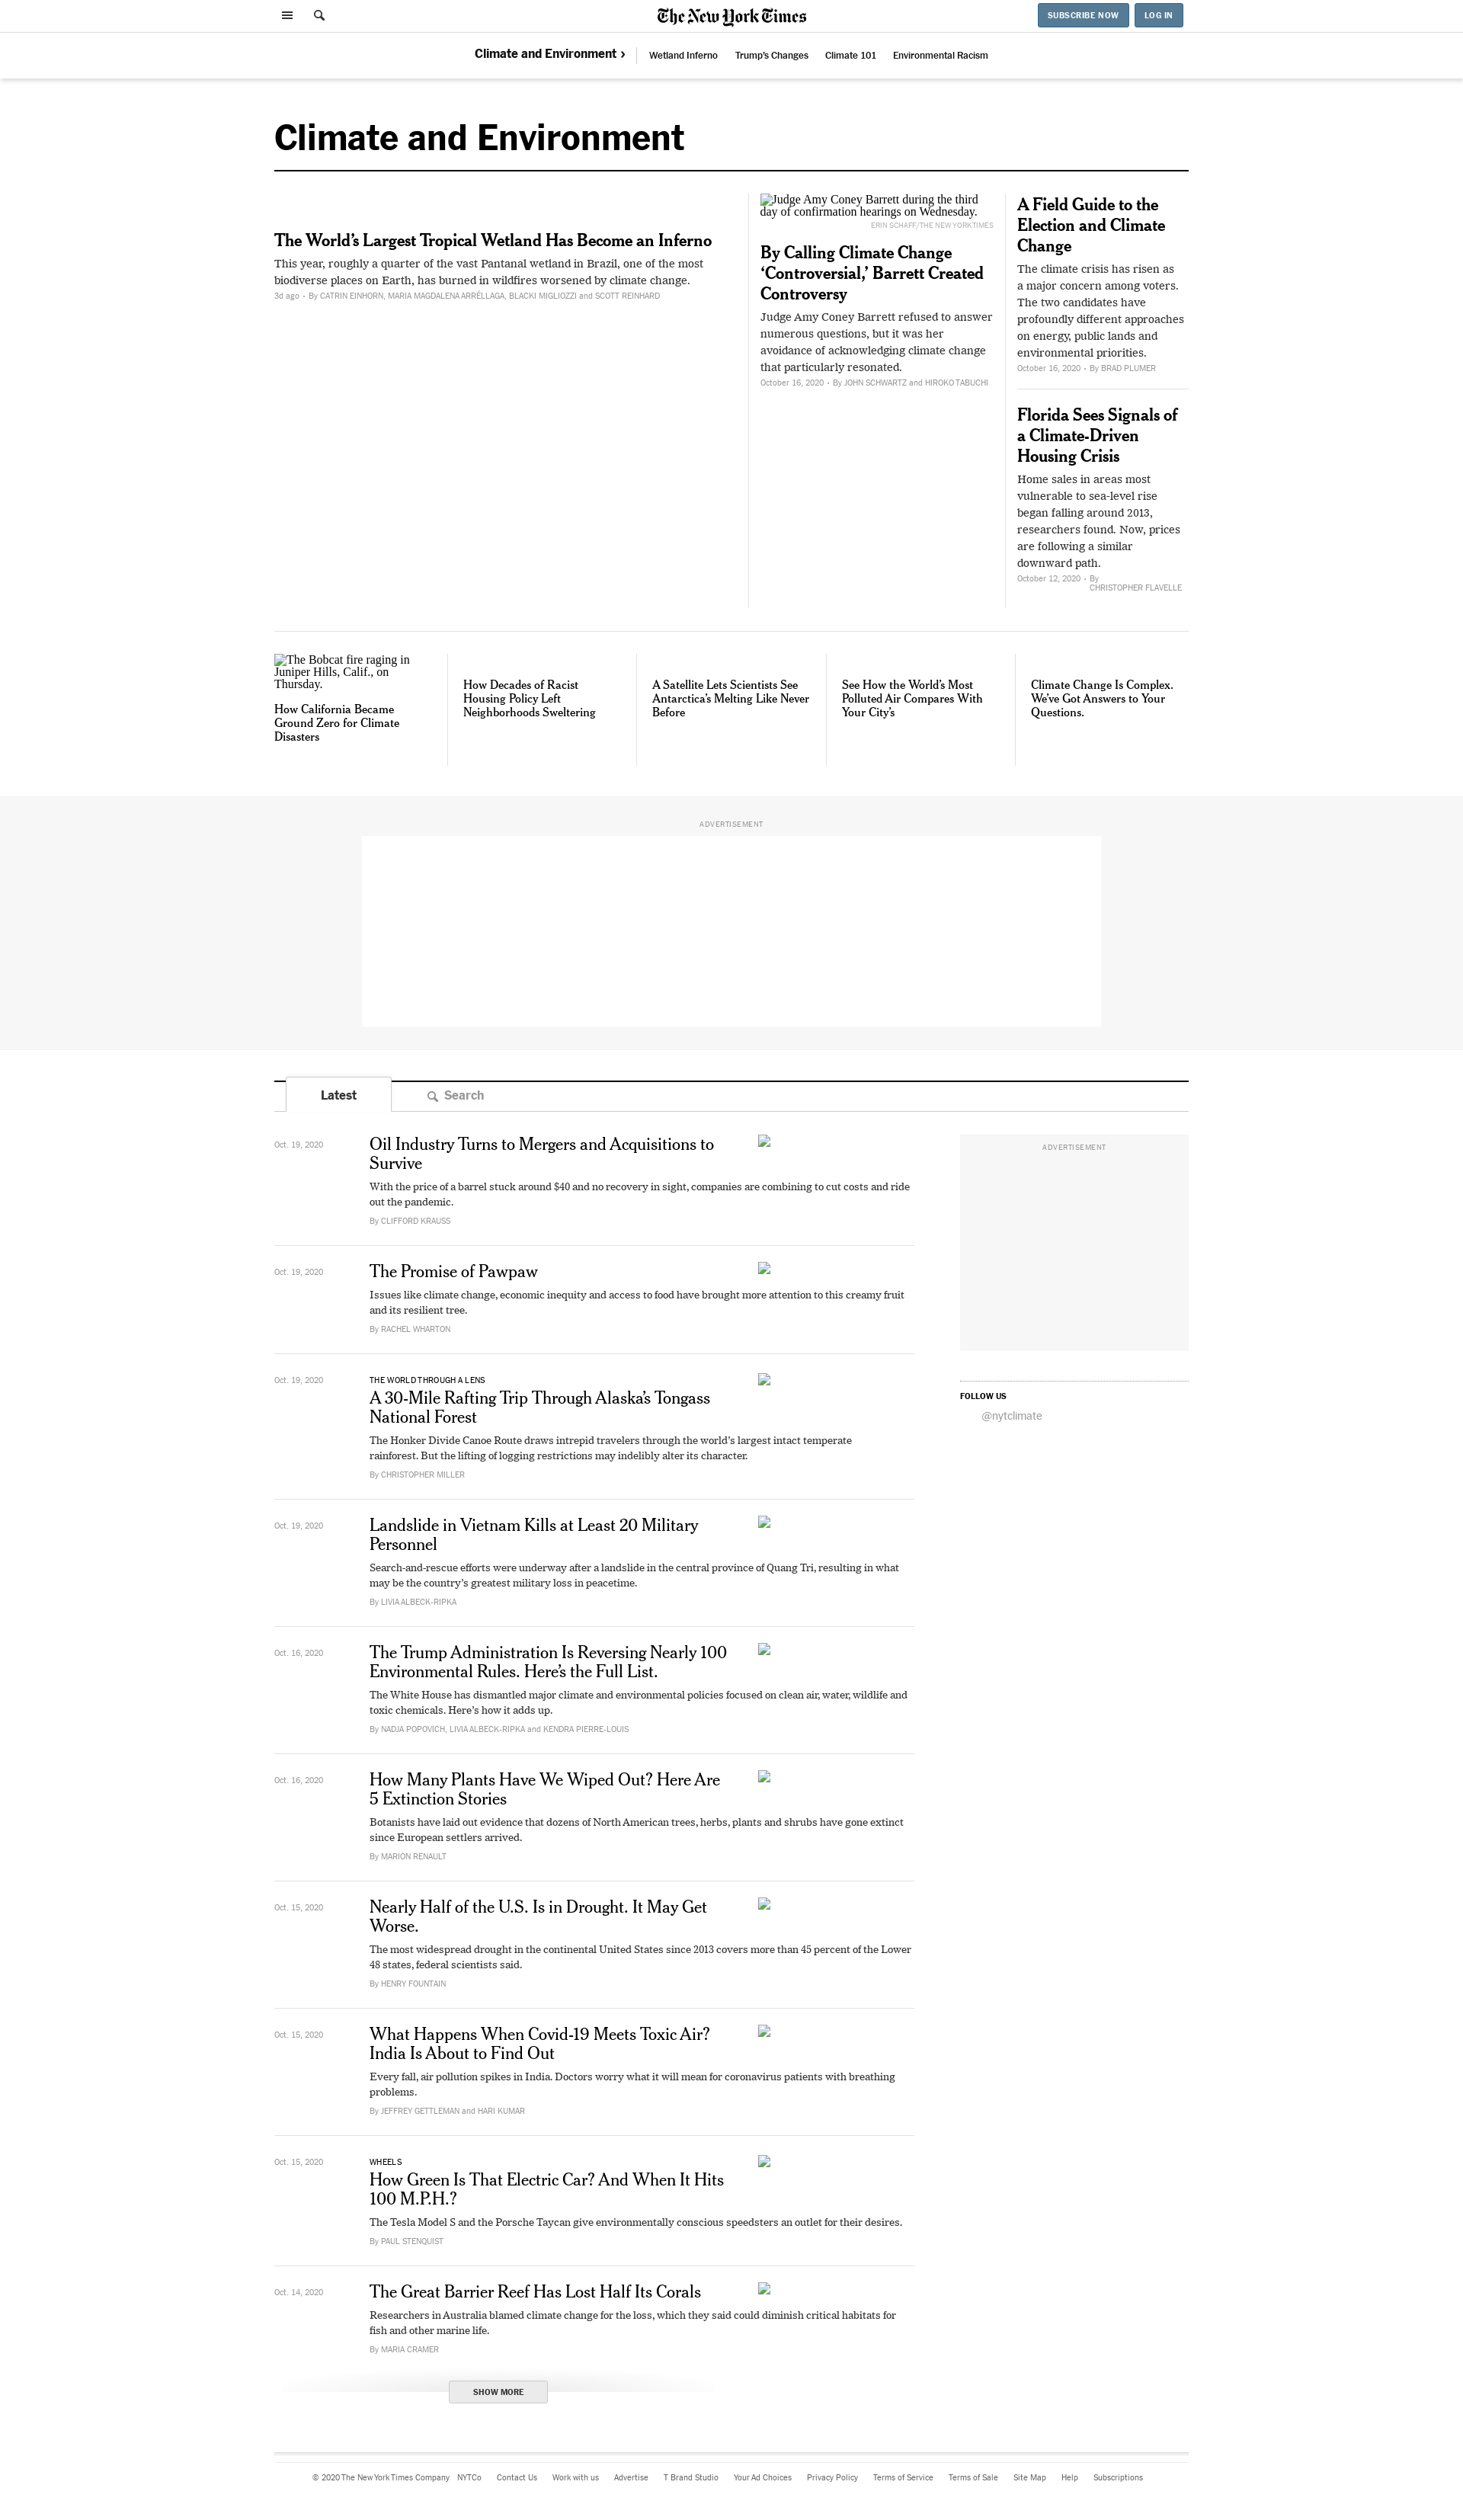 The New York Times
SUBSCRIBE NOW
LOG IN
Climate and Environment ›
Wetland Inferno
Trump's Changes
Climate 101
Environmental Racism
Climate and Environment
The World's Largest Tropical Wetland Has Become an Inferno
This year, roughly a quarter of the vast Pantanal wetland in Brazil, one of the most
biodiverse places on Earth, has burned in wildfires worsened by climate change.
3d ago • By CATRIN EINHORN, MARIA MAGDALENA ARRÉLLAGA, BLACKI MIGLIOZZI and SCOTT REINHARD
Judge Amy Coney Barrett during the third
day of confirmation hearings on Wednesday.
ERIN SCHAFF/THE NEW YORK TIMES
By Calling Climate Change
‘Controversial,’ Barrett Created
Controversy
Judge Amy Coney Barrett refused to answer
numerous questions, but it was her
avoidance of acknowledging climate change
that particularly resonated.
October 16, 2020 • By JOHN SCHWARTZ and HIROKO TABUCHI
A Field Guide to the
Election and Climate
Change
The climate crisis has risen as
a major concern among voters.
The two candidates have
profoundly different approaches
on energy, public lands and
environmental priorities.
October 16, 2020 • By BRAD PLUMER
Florida Sees Signals of
a Climate-Driven
Housing Crisis
Home sales in areas most
vulnerable to sea-level rise
began falling around 2013,
researchers found. Now, prices
are following a similar
downward path.
October 12, 2020 • By
CHRISTOPHER FLAVELLE
The Bobcat fire raging in
Juniper Hills, Calif., on
Thursday.
How California Became
Ground Zero for Climate
Disasters
How Decades of Racist
Housing Policy Left
Neighborhoods Sweltering
A Satellite Lets Scientists See
Antarctica's Melting Like Never
Before
See How the World's Most
Polluted Air Compares With
Your City's
Climate Change Is Complex.
We've Got Answers to Your
Questions.
ADVERTISEMENT
Latest
Search
Oct. 19, 2020
Oil Industry Turns to Mergers and Acquisitions to
Survive
With the price of a barrel stuck around $40 and no recovery in sight, companies are combining to cut costs and ride
out the pandemic.
By CLIFFORD KRAUSS
Oct. 19, 2020
The Promise of Pawpaw
Issues like climate change, economic inequity and access to food have brought more attention to this creamy fruit
and its resilient tree.
By RACHEL WHARTON
Oct. 19, 2020
THE WORLD THROUGH A LENS
A 30-Mile Rafting Trip Through Alaska's Tongass
National Forest
The Honker Divide Canoe Route draws intrepid travelers through the world's largest intact temperate
rainforest. But the lifting of logging restrictions may indelibly alter its character.
By CHRISTOPHER MILLER
Oct. 19, 2020
Landslide in Vietnam Kills at Least 20 Military
Personnel
Search-and-rescue efforts were underway after a landslide in the central province of Quang Tri, resulting in what
may be the country's greatest military loss in peacetime.
By LIVIA ALBECK-RIPKA
Oct. 16, 2020
The Trump Administration Is Reversing Nearly 100
Environmental Rules. Here's the Full List.
The White House has dismantled major climate and environmental policies focused on clean air, water, wildlife and
toxic chemicals. Here's how it adds up.
By NADJA POPOVICH, LIVIA ALBECK-RIPKA and KENDRA PIERRE-LOUIS
Oct. 16, 2020
How Many Plants Have We Wiped Out? Here Are
5 Extinction Stories
Botanists have laid out evidence that dozens of North American trees, herbs, plants and shrubs have gone extinct
since European settlers arrived.
By MARION RENAULT
Oct. 15, 2020
Nearly Half of the U.S. Is in Drought. It May Get
Worse.
The most widespread drought in the continental United States since 2013 covers more than 45 percent of the Lower
48 states, federal scientists said.
By HENRY FOUNTAIN
Oct. 15, 2020
What Happens When Covid-19 Meets Toxic Air?
India Is About to Find Out
Every fall, air pollution spikes in India. Doctors worry what it will mean for coronavirus patients with breathing
problems.
By JEFFREY GETTLEMAN and HARI KUMAR
Oct. 15, 2020
WHEELS
How Green Is That Electric Car? And When It Hits
100 M.P.H.?
The Tesla Model S and the Porsche Taycan give environmentally conscious speedsters an outlet for their desires.
By PAUL STENQUIST
Oct. 14, 2020
The Great Barrier Reef Has Lost Half Its Corals
Researchers in Australia blamed climate change for the loss, which they said could diminish critical habitats for
fish and other marine life.
By MARIA CRAMER
SHOW MORE
ADVERTISEMENT
FOLLOW US
@nytclimate
© 2020 The New York Times Company
NYTCo
Contact Us
Work with us
Advertise
T Brand Studio
Your Ad Choices
Privacy Policy
Terms of Service
Terms of Sale
Site Map
Help
Subscriptions